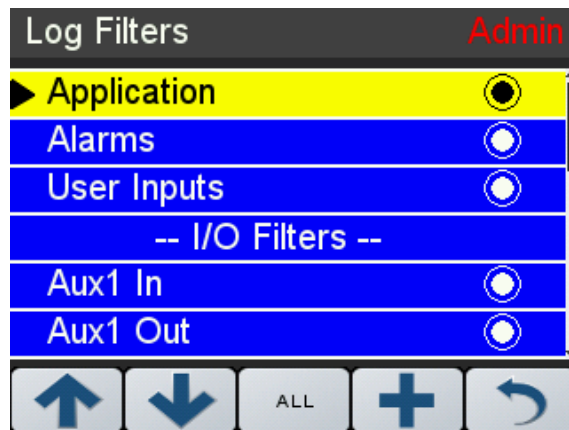 Log Filters Admin
Application
Alarms
User Inputs
-- I/O Filters --
Aux1 In
Aux1 Out
ALL